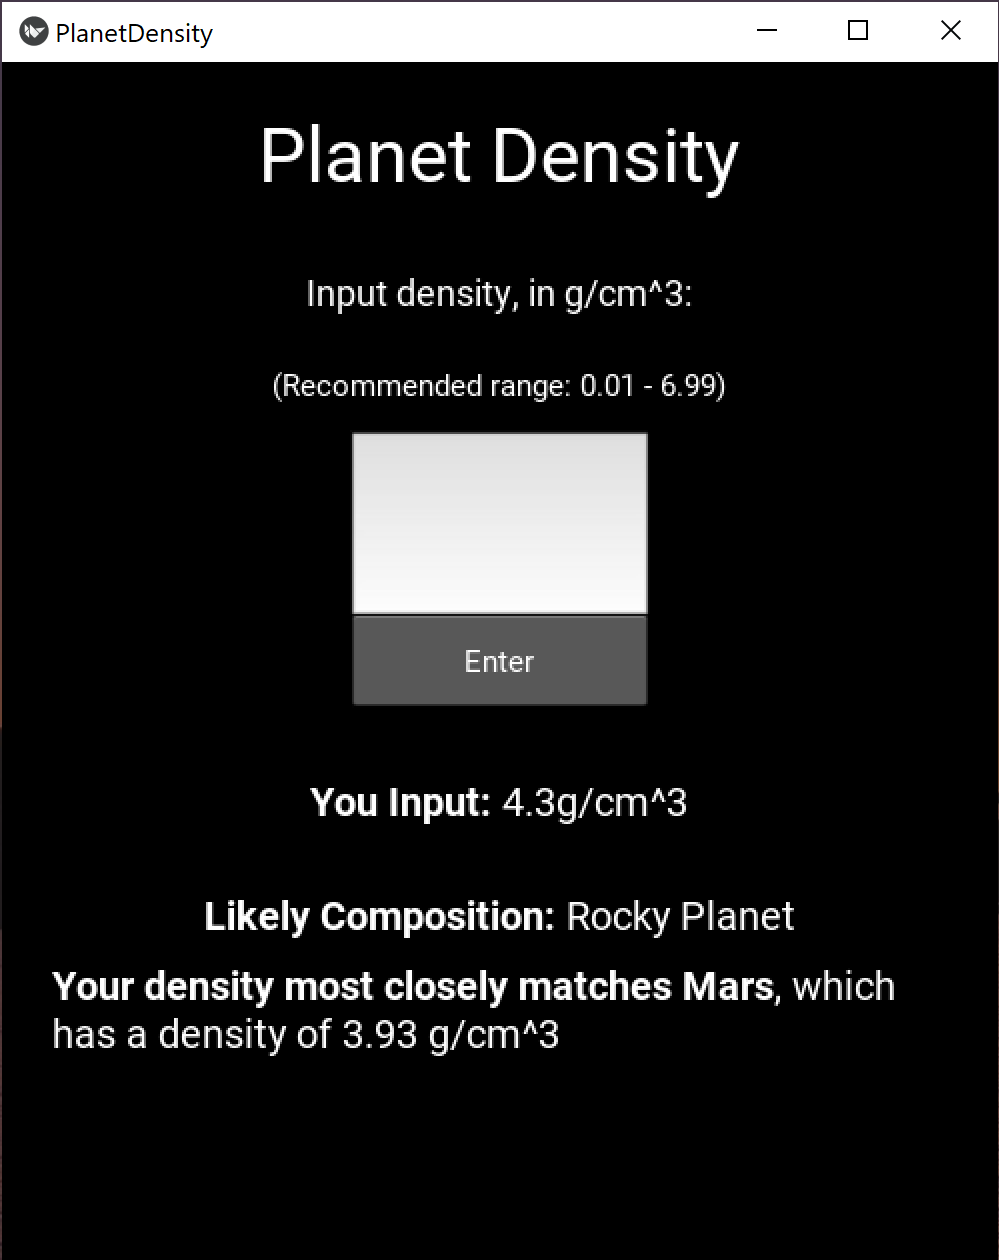 PlanetDensity
Planet Density
Input density, in g/cm^3:
(Recommended range: 0.01 - 6.99)
Enter
You Input: 4.3g/cm^3
Likely Composition: Rocky Planet
Your density most closely matches Mars, which
has a density of 3.93 g/cm^3